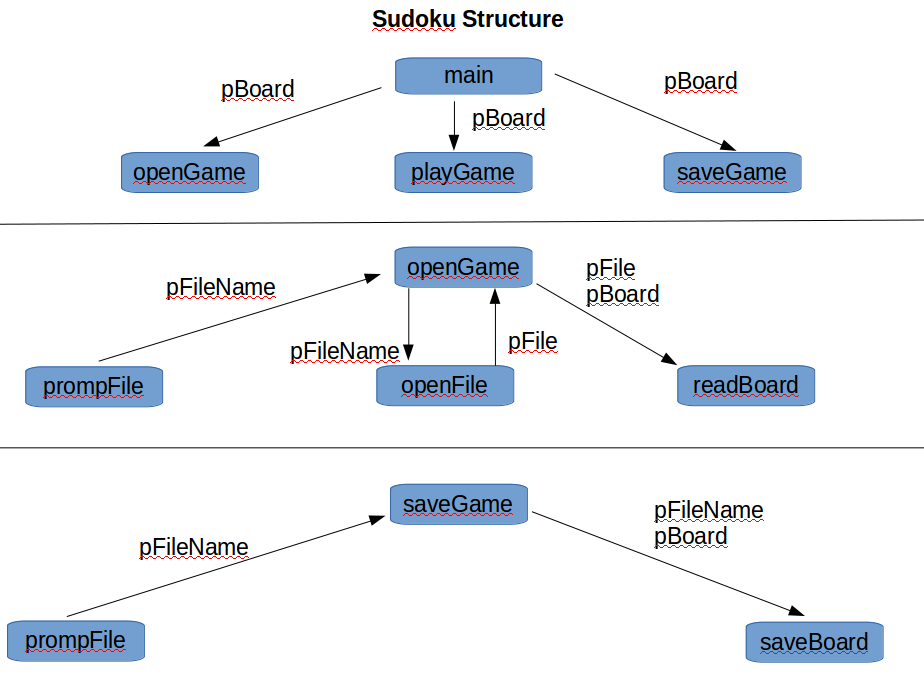 Sudoku Structure
main
pBoard
pBoard
pBoard
openGame
playGame
saveGame
openGame
pFileName
pFile
pBoard
pFileName
pFile
prompFile
openFile
readBoard
saveGame
pFileName
pFileName
pBoard
prompFile
saveBoard